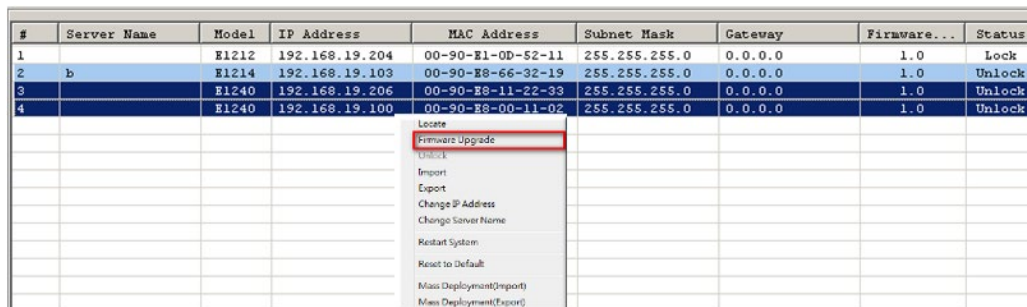 # Server Name Model IP Address MAC Address Subnet Mask Gateway Firmware... Status
1 E1212 192.168.19.204 00-90-E1-0D-52-11 255.255.255.0 0.0.0.0 1.0 Lock
2 b E1214 192.168.19.103 00-90-E8-66-32-19 255.255.255.0 0.0.0.0 1.0 Unlock
3 E1240 192.168.19.206 00-90-E8-11-22-33 255.255.255.0 0.0.0.0 1.0 Unlock
4 E1240 192.168.19.100 00-90-E8-00-11-02 255.255.255.0 0.0.0.0 1.0 Unlock
Locate
Firmware Upgrade
Unlock
Import
Export
Change IP Address
Change Server Name
Restart System
Reset to Default
Mass Deployment(Import)
Mass Deployment(Export)